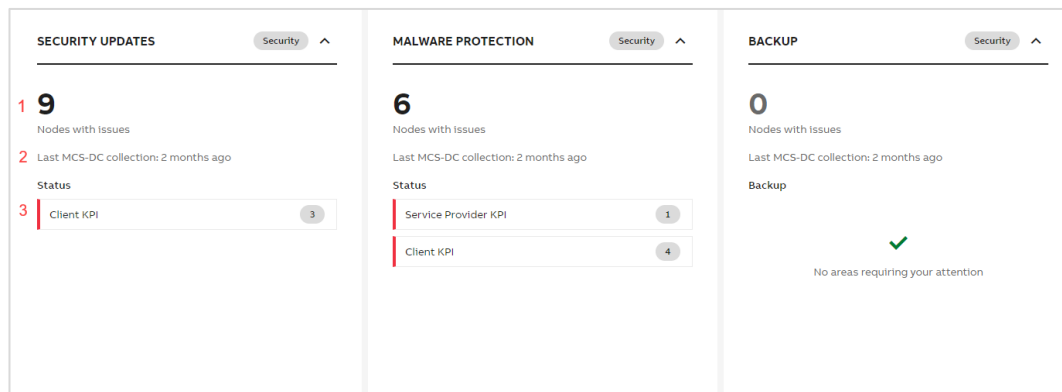 SECURITY UPDATES Security
1 9
Nodes with issues
2 Last MCS-DC collection: 2 months ago
Status
3 Client KPI 3
MALWARE PROTECTION Security
6
Nodes with issues
Last MCS-DC collection: 2 months ago
Status
Service Provider KPI 1
Client KPI 4
BACKUP Security
0
Nodes with issues
Last MCS-DC collection: 2 months ago
Backup
No areas requiring your attention